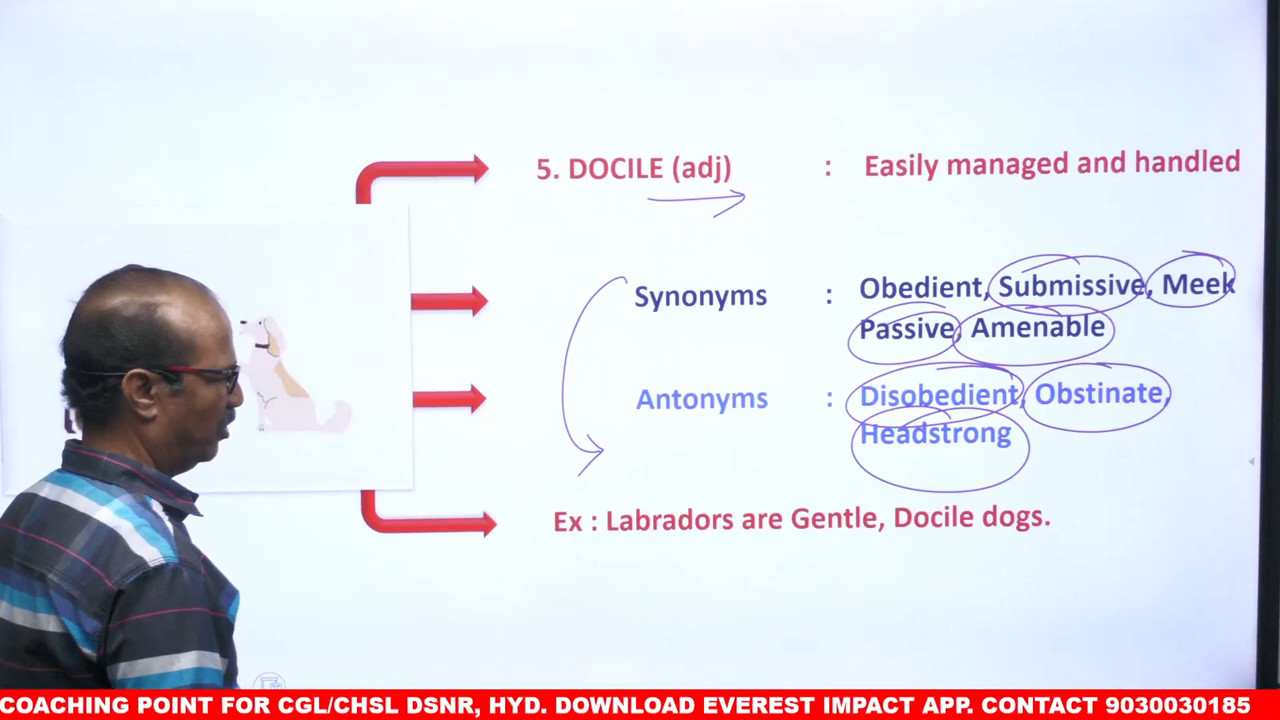 5. DOCILE (adj) : Easily managed and handled
Synonyms : Obedient, Submissive, Meek
Passive, Amenable
Antonyms : Disobedient, Obstinate,
Headstrong
Ex : Labradors are Gentle, Docile dogs.
COACHING POINT FOR CGL/CHSL DSNR, HYD. DOWNLOAD EVEREST IMPACT APP. CONTACT 9030030185